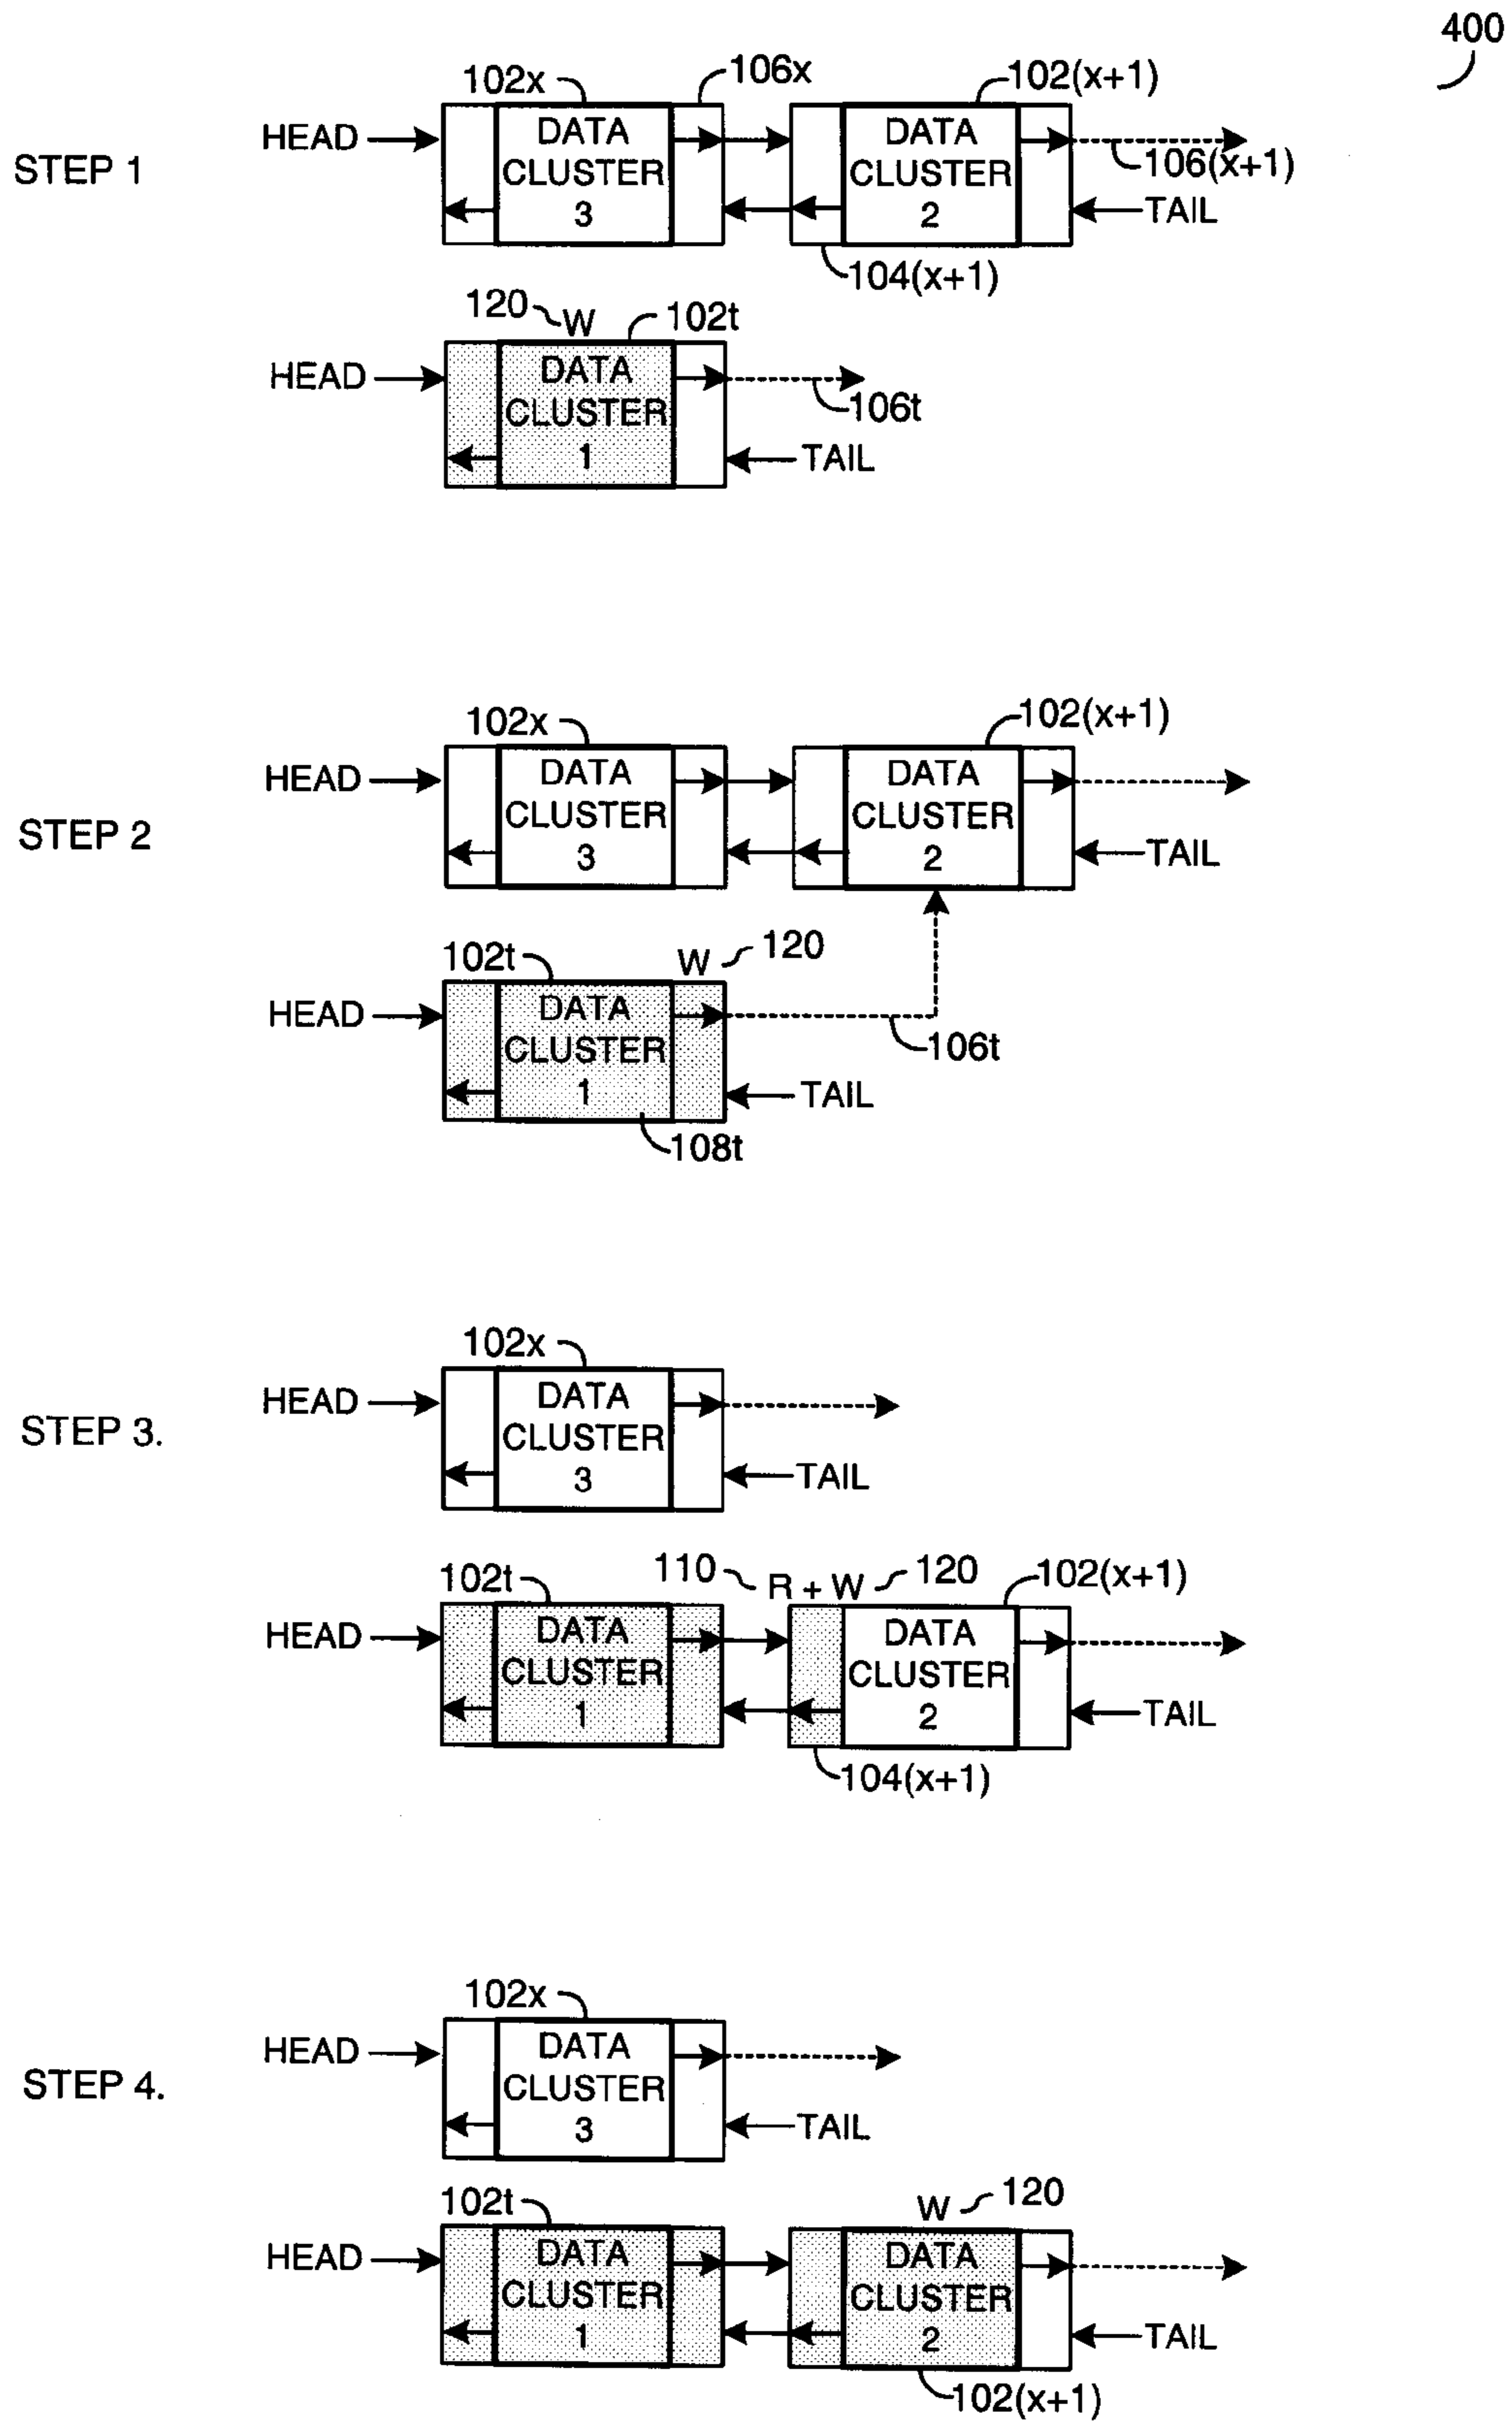 400
102x
106x
102(x+1)
STEP 1
HEAD
DATA
CLUSTER
3
DATA
CLUSTER
2
106(x+1)
TAIL
104(x+1)
120
W
102t
HEAD
DATA
CLUSTER
1
106t
TAIL
STEP 2
102x
102(x+1)
HEAD
DATA
CLUSTER
3
DATA
CLUSTER
2
TAIL
102t
W
120
HEAD
DATA
CLUSTER
1
106t
TAIL
108t
STEP 3.
102x
HEAD
DATA
CLUSTER
3
TAIL
102t
110
R + W
120
102(x+1)
HEAD
DATA
CLUSTER
1
DATA
CLUSTER
2
TAIL
104(x+1)
STEP 4.
102x
HEAD
DATA
CLUSTER
3
TAIL
102t
W
120
HEAD
DATA
CLUSTER
1
DATA
CLUSTER
2
TAIL
102(x+1)